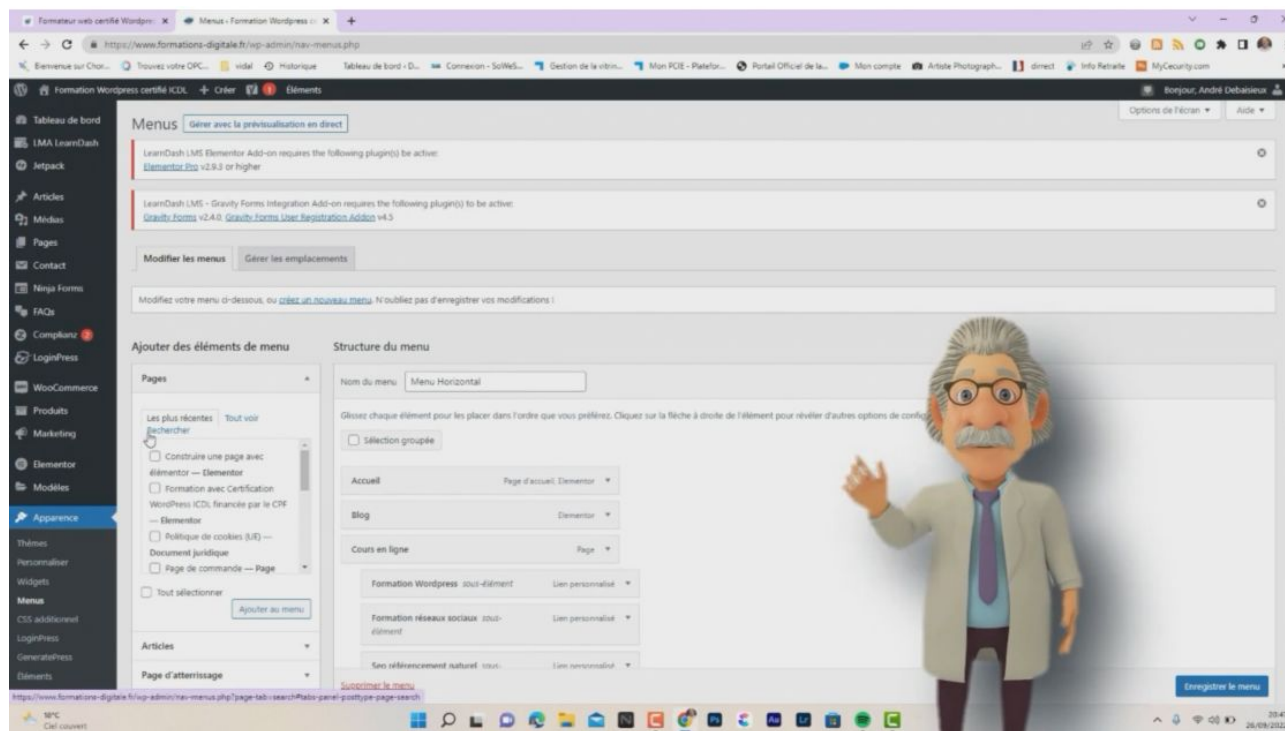 Formateur web certifié Wordpre
Menus - Formation Wordpress
https://www.formations-digitale.fr/wp-admin/nav-menus.php
Bienvenue sur Chor...
Trouvez votre OPC...
vidal
Historique
Tableau de bord ‹ D...
Connexion - SoWeS...
Gestion de la vitrin...
Mon PCIE - Platefor...
Portail Officiel de la...
Mon compte
Artiste Photograph...
direct
Info Retraite
MyCecurity.com
Formation Wordpress certifié ICDL
Créer
Éléments
Bonjour, André Debaisieux
Options de l'écran
Aide
Tableau de bord
LMA LearnDash
Jetpack
Articles
Médias
Pages
Contact
Ninja Forms
FAQs
Complianz 2
LoginPress
WooCommerce
Produits
Marketing
Elementor
Modèles
Apparence
Thèmes
Personnaliser
Widgets
Menus
CSS additionnel
LoginPress
GeneratePress
Éléments
Menus
Gérer avec la prévisualisation en direct
LearnDash LMS Elementor Add-on requires the following plugin(s) be active:
Elementor Pro v2.9.3 or higher
LearnDash LMS - Gravity Forms Integration Add-on requires the following plugin(s) to be active:
Gravity Forms v2.4.0, Gravity Forms User Registration Addon v4.5
Modifier les menus
Gérer les emplacements
Modifiez votre menu ci-dessous, ou créez un nouveau menu. N'oubliez pas d'enregistrer vos modifications !
Ajouter des éléments de menu
Pages
Les plus récentes
Tout voir
Rechercher
Construire une page avec
élémentor — Elementor
Formation avec Certification
WordPress ICDL financée par le CPF
— Elementor
Politique de cookies (UE) —
Document juridique
Page de commande — Page
Tout sélectionner
Ajouter au menu
Articles
Page d'atterrissage
Structure du menu
Nom du menu
Menu Horizontal
Glissez chaque élément pour les placer dans l'ordre que vous préférez. Cliquez sur la flèche à droite de l'élément pour révéler d'autres options de
Sélection groupée
Accueil
Page d'accueil, Elementor
Blog
Elementor
Cours en ligne
Page
Formation Wordpress sous-élément
Lien personnalisé
Formation réseaux sociaux sous-
élément
Lien personnalisé
Seo référencement naturel sous-
Lien personnalisé
Supprimer le menu
Enregistrer le menu
https://www.formations-digitale.fr/wp-admin/nav-menus.php?page-tab=search#tabs-panel-posttype-page-search
10°C
Ciel couvert